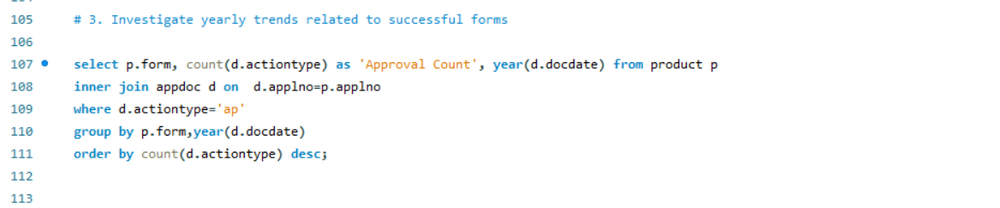 105 # 3. Investigate yearly trends related to successful forms
106
107 select p.form, count(d.actiontype) as 'Approval Count', year(d.docdate) from product p
108 inner join appdoc d on  d.applno=p.applno
109 where d.actiontype='ap'
110 group by p.form,year(d.docdate)
111 order by count(d.actiontype) desc;
112
113